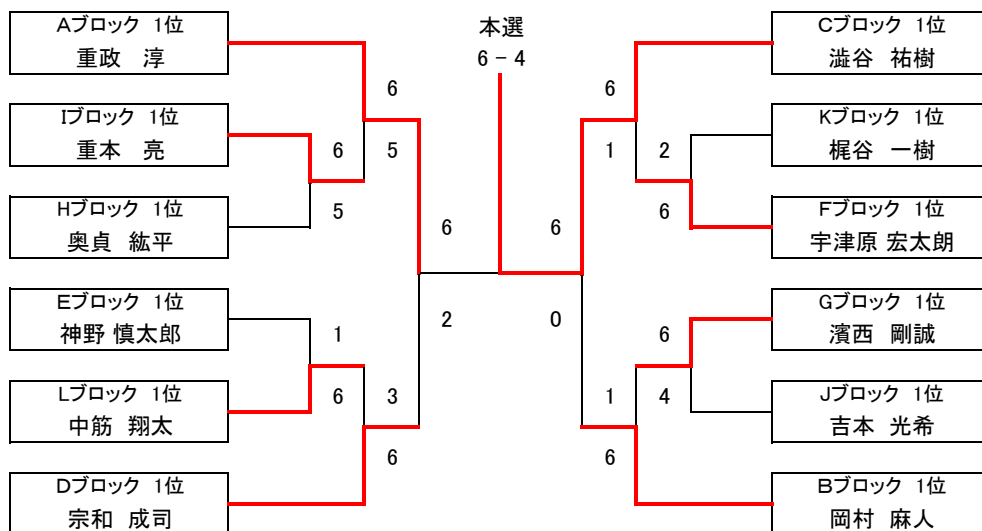 Aブロック 1位
重政 淳
Iブロック 1位
重本 亮
Hブロック 1位
奥貞 紘平
Eブロック 1位
神野 慎太郎
Lブロック 1位
中筋 翔太
Dブロック 1位
宗和 成司
6
6
5
5
1
6
3
6
6
2
本選
6 − 4
6
0
6
1
2
6
6
4
1
6
Cブロック 1位
澁谷 祐樹
Kブロック 1位
梶谷 一樹
Fブロック 1位
宇津原 宏太朗
Gブロック 1位
濱西 剛誠
Jブロック 1位
吉本 光希
Bブロック 1位
岡村 麻人